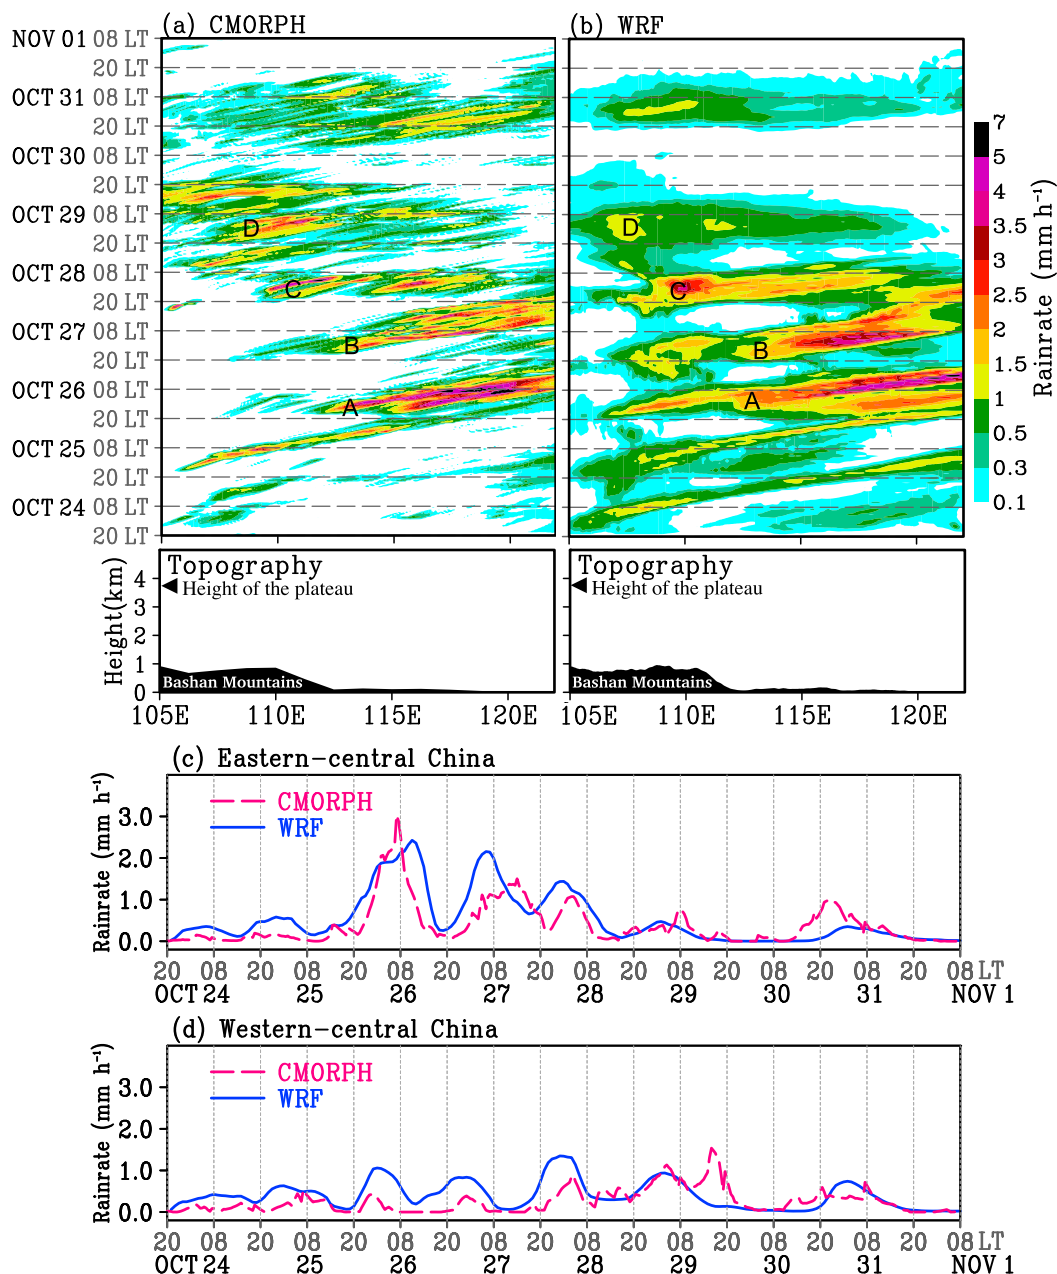 (a) CMORPH
(b) WRF
NOV 01 08 LT
20 LT
OCT 31 08 LT
20 LT
OCT 30 08 LT
20 LT
OCT 29 08 LT
20 LT
OCT 28 08 LT
20 LT
OCT 27 08 LT
20 LT
OCT 26 08 LT
20 LT
OCT 25 08 LT
20 LT
OCT 24 08 LT
20 LT
D
C
B
A
D
C
B
A
7
5
4
3.5
3
2.5
2
1.5
1
0.5
0.3
0.1
Rainrate (mm h⁻¹)
Topography
Height of the plateau
Bashan Mountains
Topography
Height of the plateau
Bashan Mountains
Height(km)
4
3
2
1
0
105E 110E 115E 120E
105E 110E 115E 120E
(c) Eastern-central China
CMORPH
WRF
Rainrate (mm h⁻¹)
3.0
2.0
1.0
0.0
20 08 20 08 20 08 20 08 20 08 20 08 20 08 20 08 LT
OCT 24 25 26 27 28 29 30 31 NOV 1
(d) Western-central China
CMORPH
WRF
Rainrate (mm h⁻¹)
3.0
2.0
1.0
0.0
20 08 20 08 20 08 20 08 20 08 20 08 20 08 20 08 20 08 LT
OCT 24 25 26 27 28 29 30 31 NOV 1